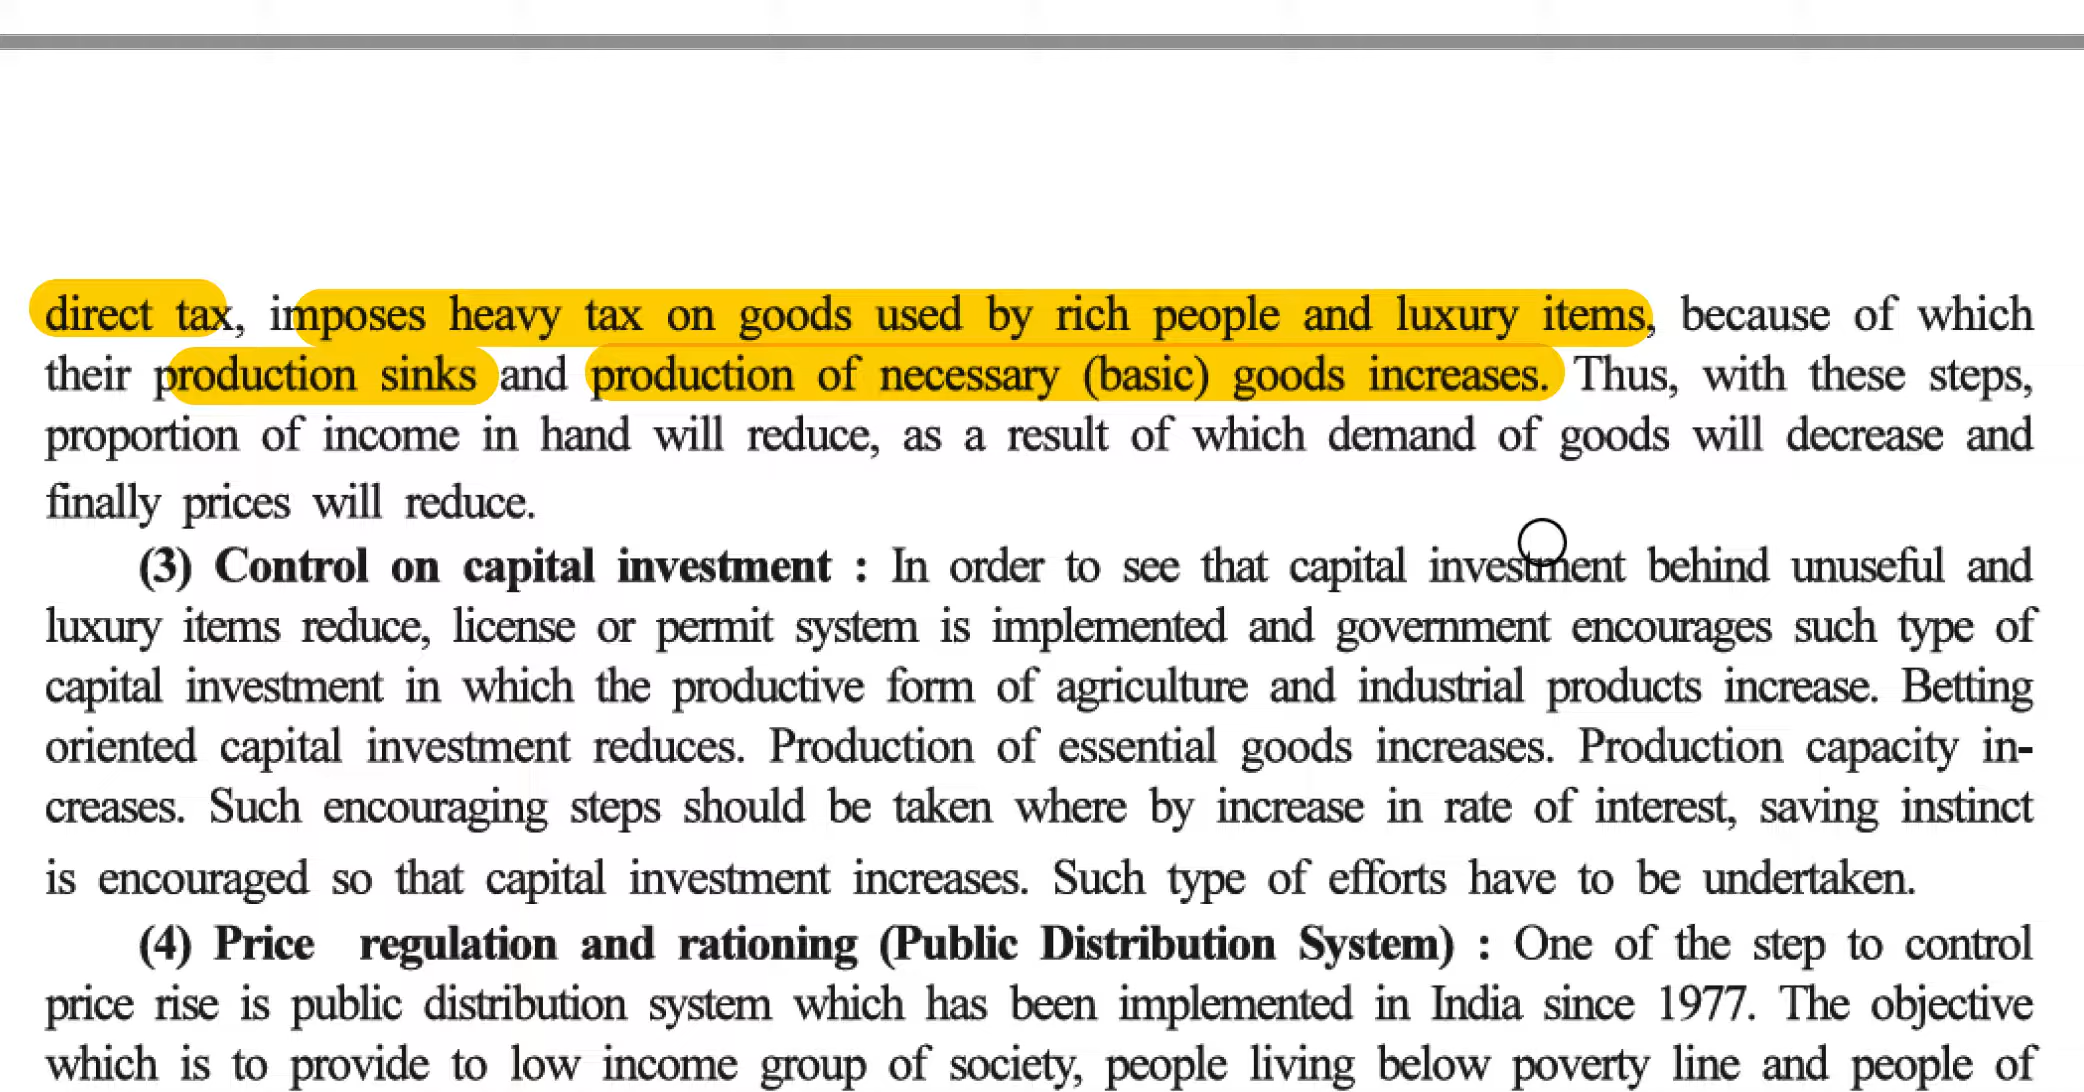 direct tax, imposes heavy tax on goods used by rich people and luxury items, because of which
their production sinks and production of necessary (basic) goods increases. Thus, with these steps,
proportion of income in hand will reduce, as a result of which demand of goods will decrease and
finally prices will reduce.
(3) Control on capital investment : In order to see that capital investment behind unuseful and
luxury items reduce, license or permit system is implemented and government encourages such type of
capital investment in which the productive form of agriculture and industrial products increase. Betting
oriented capital investment reduces. Production of essential goods increases. Production capacity in-
creases. Such encouraging steps should be taken where by increase in rate of interest, saving instinct
is encouraged so that capital investment increases. Such type of efforts have to be undertaken.
(4) Price regulation and rationing (Public Distribution System) : One of the step to control
price rise is public distribution system which has been implemented in India since 1977. The objective
which is to provide to low income group of society, people living below poverty line and people of